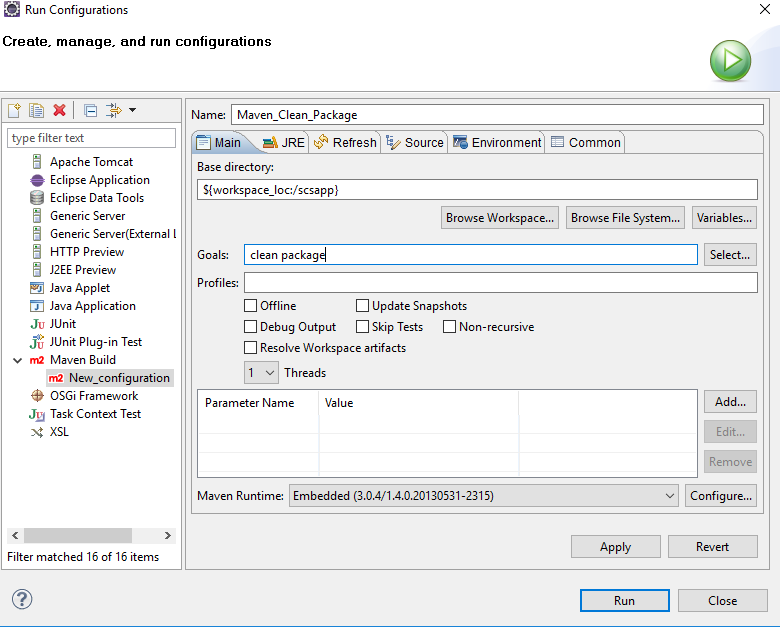 Run Configurations
Create, manage, and run configurations
Name: Maven_Clean_Package
type filter text
Main JRE Refresh Source Environment Common
Base directory:
${workspace_loc:/scsapp}
Browse Workspace... Browse File System... Variables...
Goals: clean package Select...
Profiles:
Offline Update Snapshots
Debug Output Skip Tests Non-recursive
Resolve Workspace artifacts
1 Threads
Parameter Name Value Add...
Edit...
Remove
Maven Runtime: Embedded (3.0.4/1.4.0.20130531-2315) Configure...
Apache Tomcat
Eclipse Application
Eclipse Data Tools
Generic Server
Generic Server(External L
HTTP Preview
J2EE Preview
Java Applet
Java Application
Ju JUnit
Ju JUnit Plug-in Test
m2 Maven Build
m2 New_configuration
OSGi Framework
Ju Task Context Test
XSL
Filter matched 16 of 16 items
Apply Revert
? Run Close